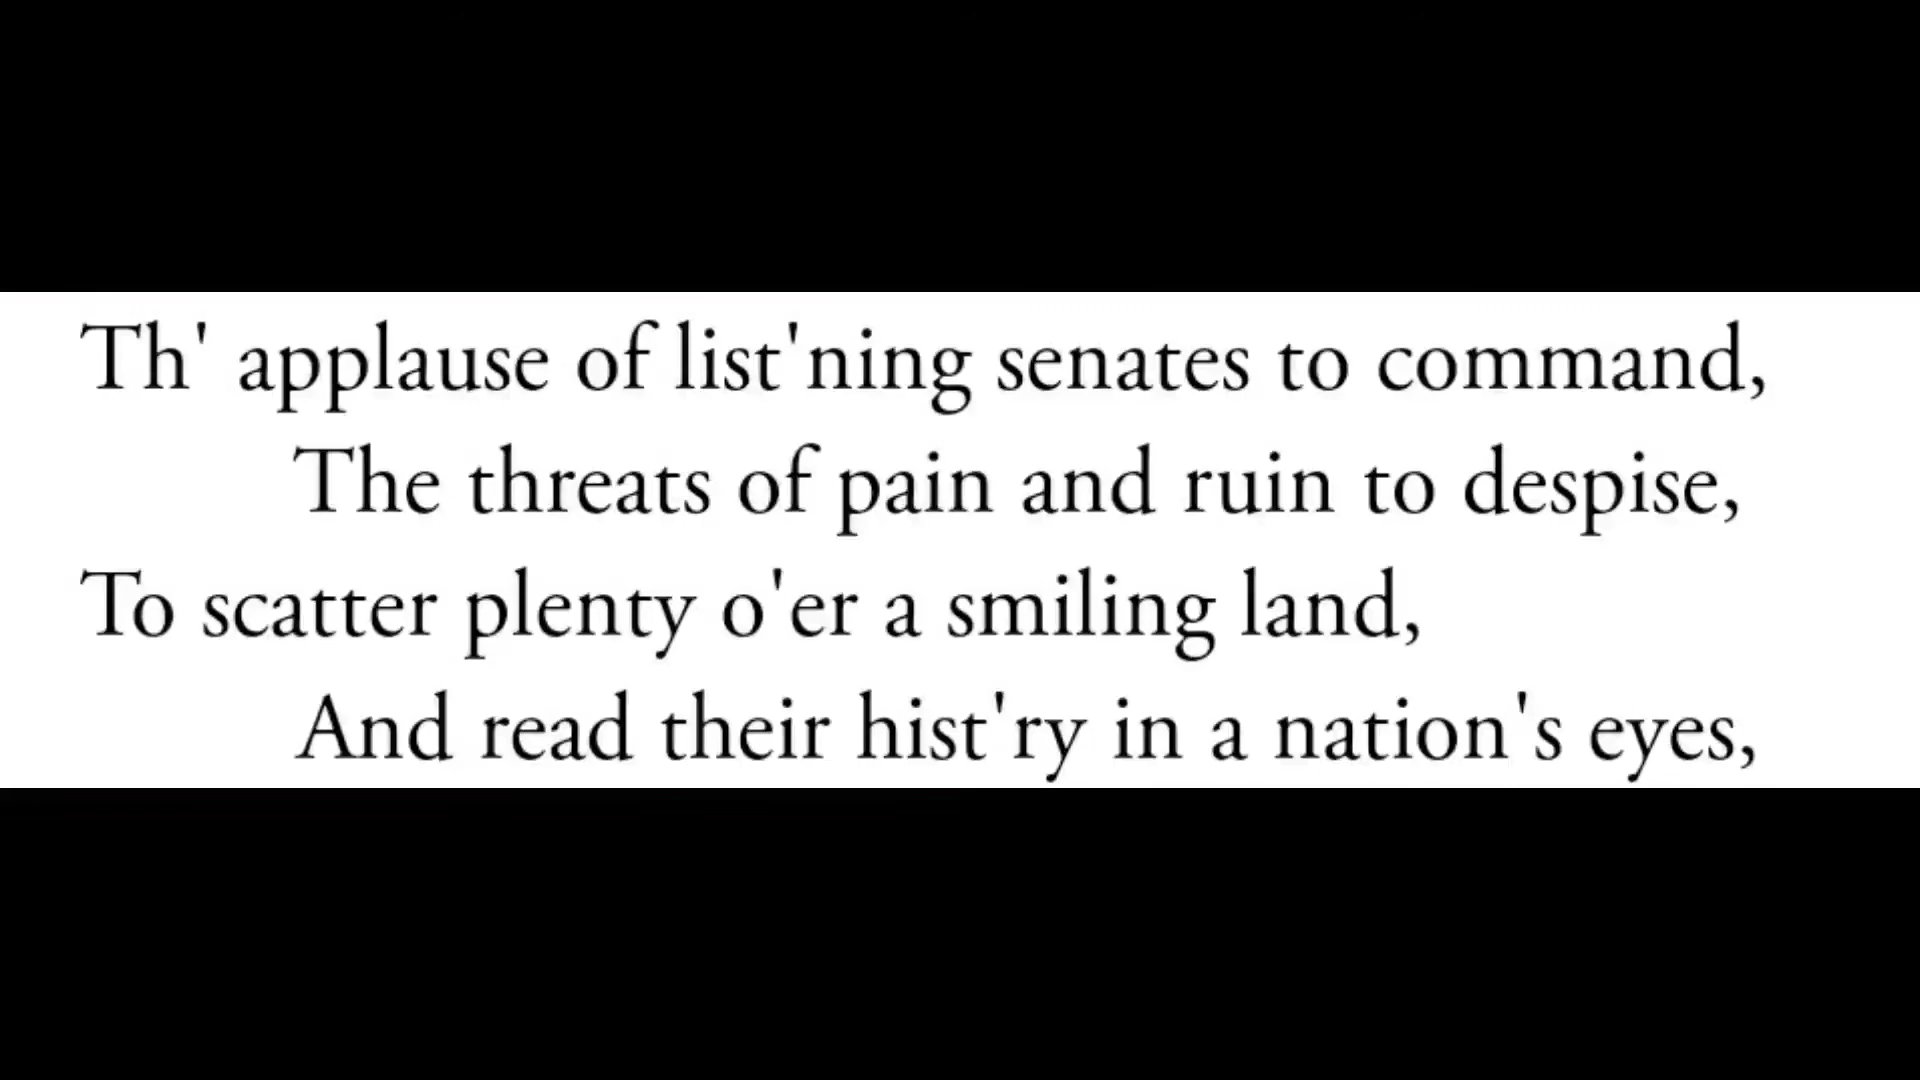 Th' applause of list'ning senates to command,
The threats of pain and ruin to despise,
To scatter plenty o'er a smiling land,
And read their hist'ry in a nation's eyes,